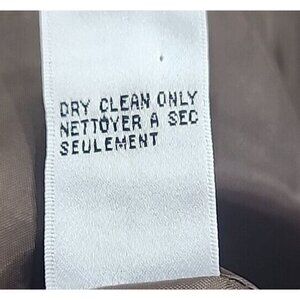 DRY CLEAN ONLY
NETTOYER A SEC
SEULEMENT